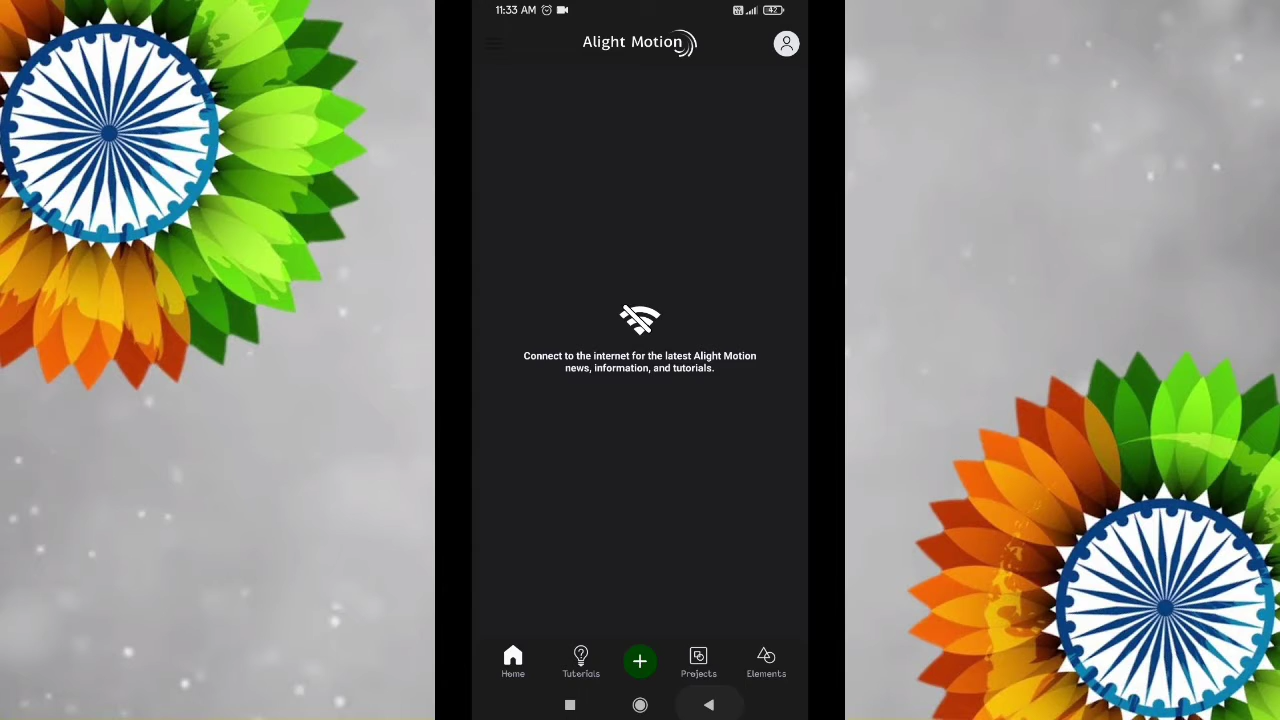 11:33 AM
42
Alight Motion
Connect to the internet for the latest Alight Motion
news, information, and tutorials.
Home
Tutorials
Projects
Elements